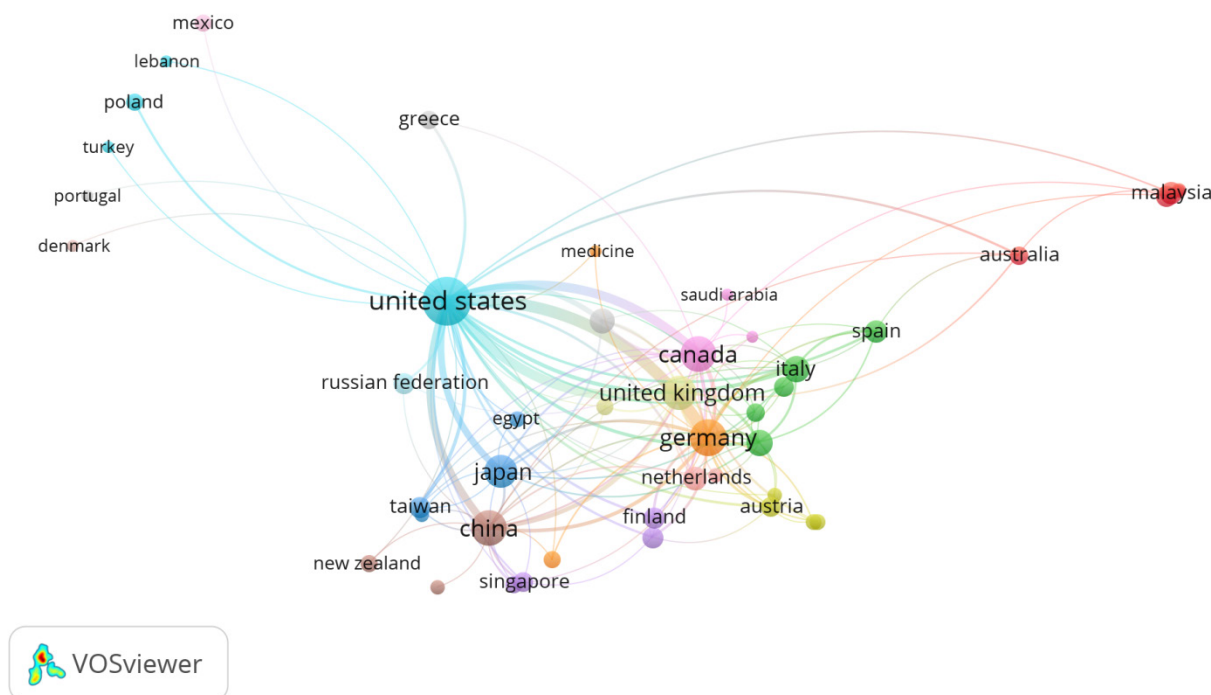 mexico
lebanon
poland
greece
turkey
portugal
malaysia
denmark
medicine
australia
saudi arabia
united states
spain
canada
italy
russian federation
united kingdom
egypt
germany
japan
netherlands
taiwan
austria
finland
china
new zealand
singapore
VOSviewer